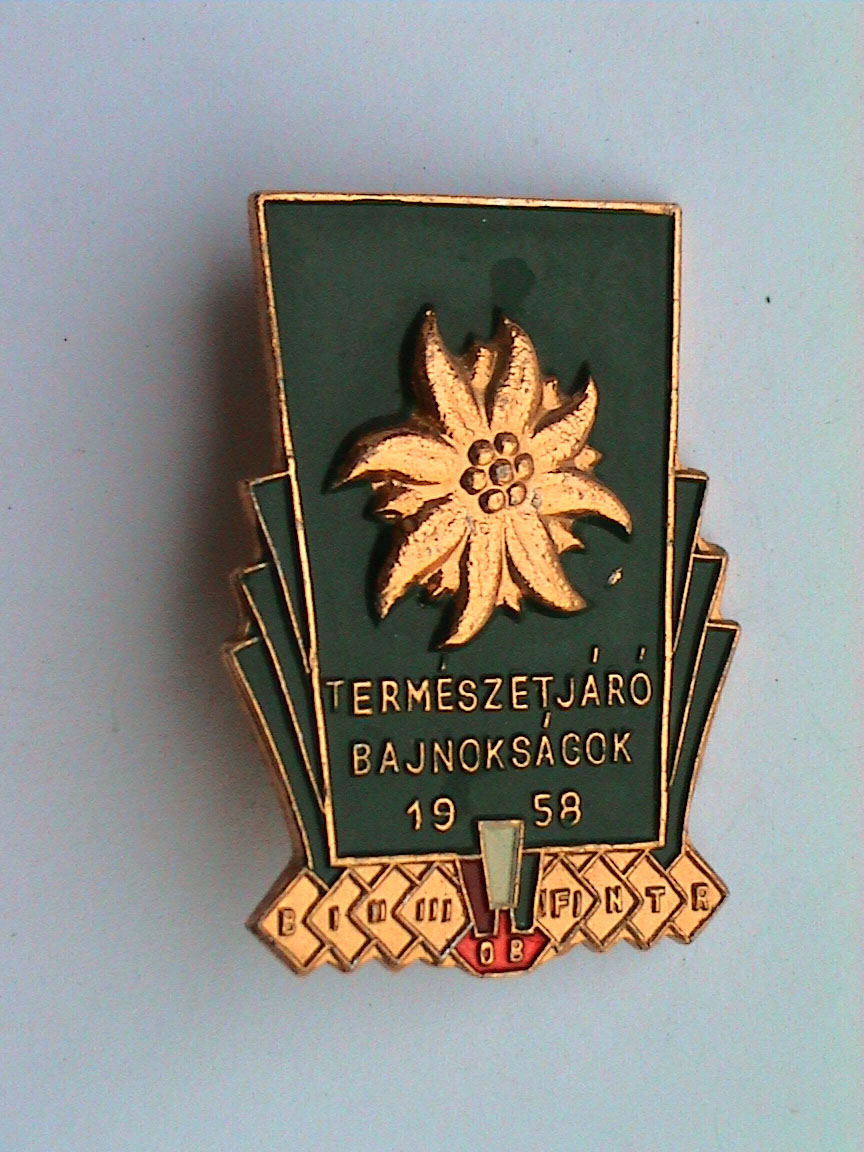 TERMÉSZETJÁRÓ
BAJNOKSÁGOK
19 58
B I II III IFI N T R
OB